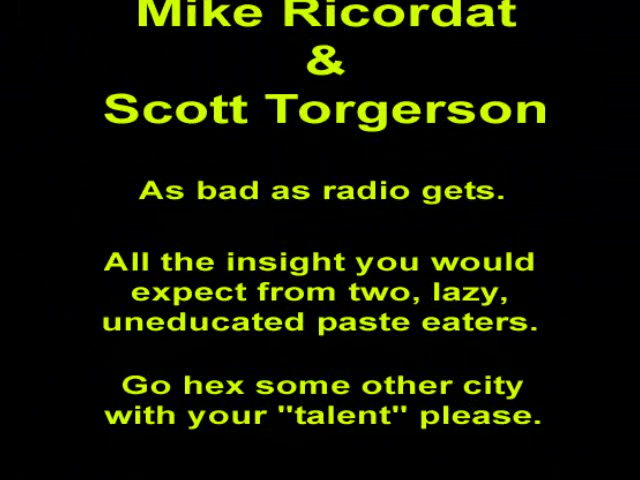 Mike Ricordat
&
Scott Torgerson
As bad as radio gets.
All the insight you would
expect from two, lazy,
uneducated paste eaters.
Go hex some other city
with your "talent" please.